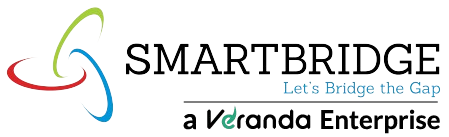 SMARTBRIDGE
Let's Bridge the Gap
a Veranda Enterprise